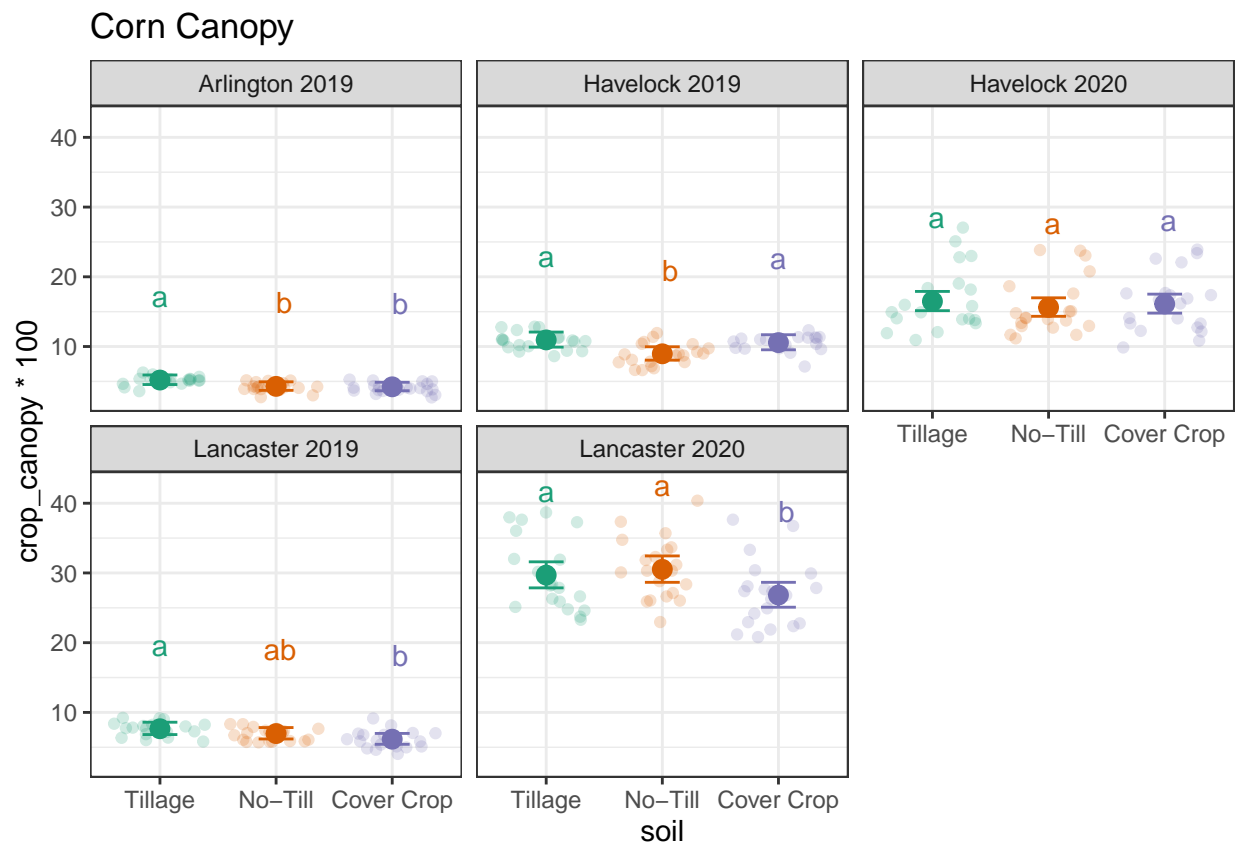 Corn Canopy
Arlington 2019
Havelock 2019
Havelock 2020
40
30
20
10
a
b
b
a
b
a
a
a
a
Tillage
No−Till
Cover Crop
Lancaster 2019
Lancaster 2020
40
30
20
10
a
ab
b
a
a
b
Tillage
No−Till
Cover Crop
Tillage
No−Till
Cover Crop
soil
crop_canopy * 100